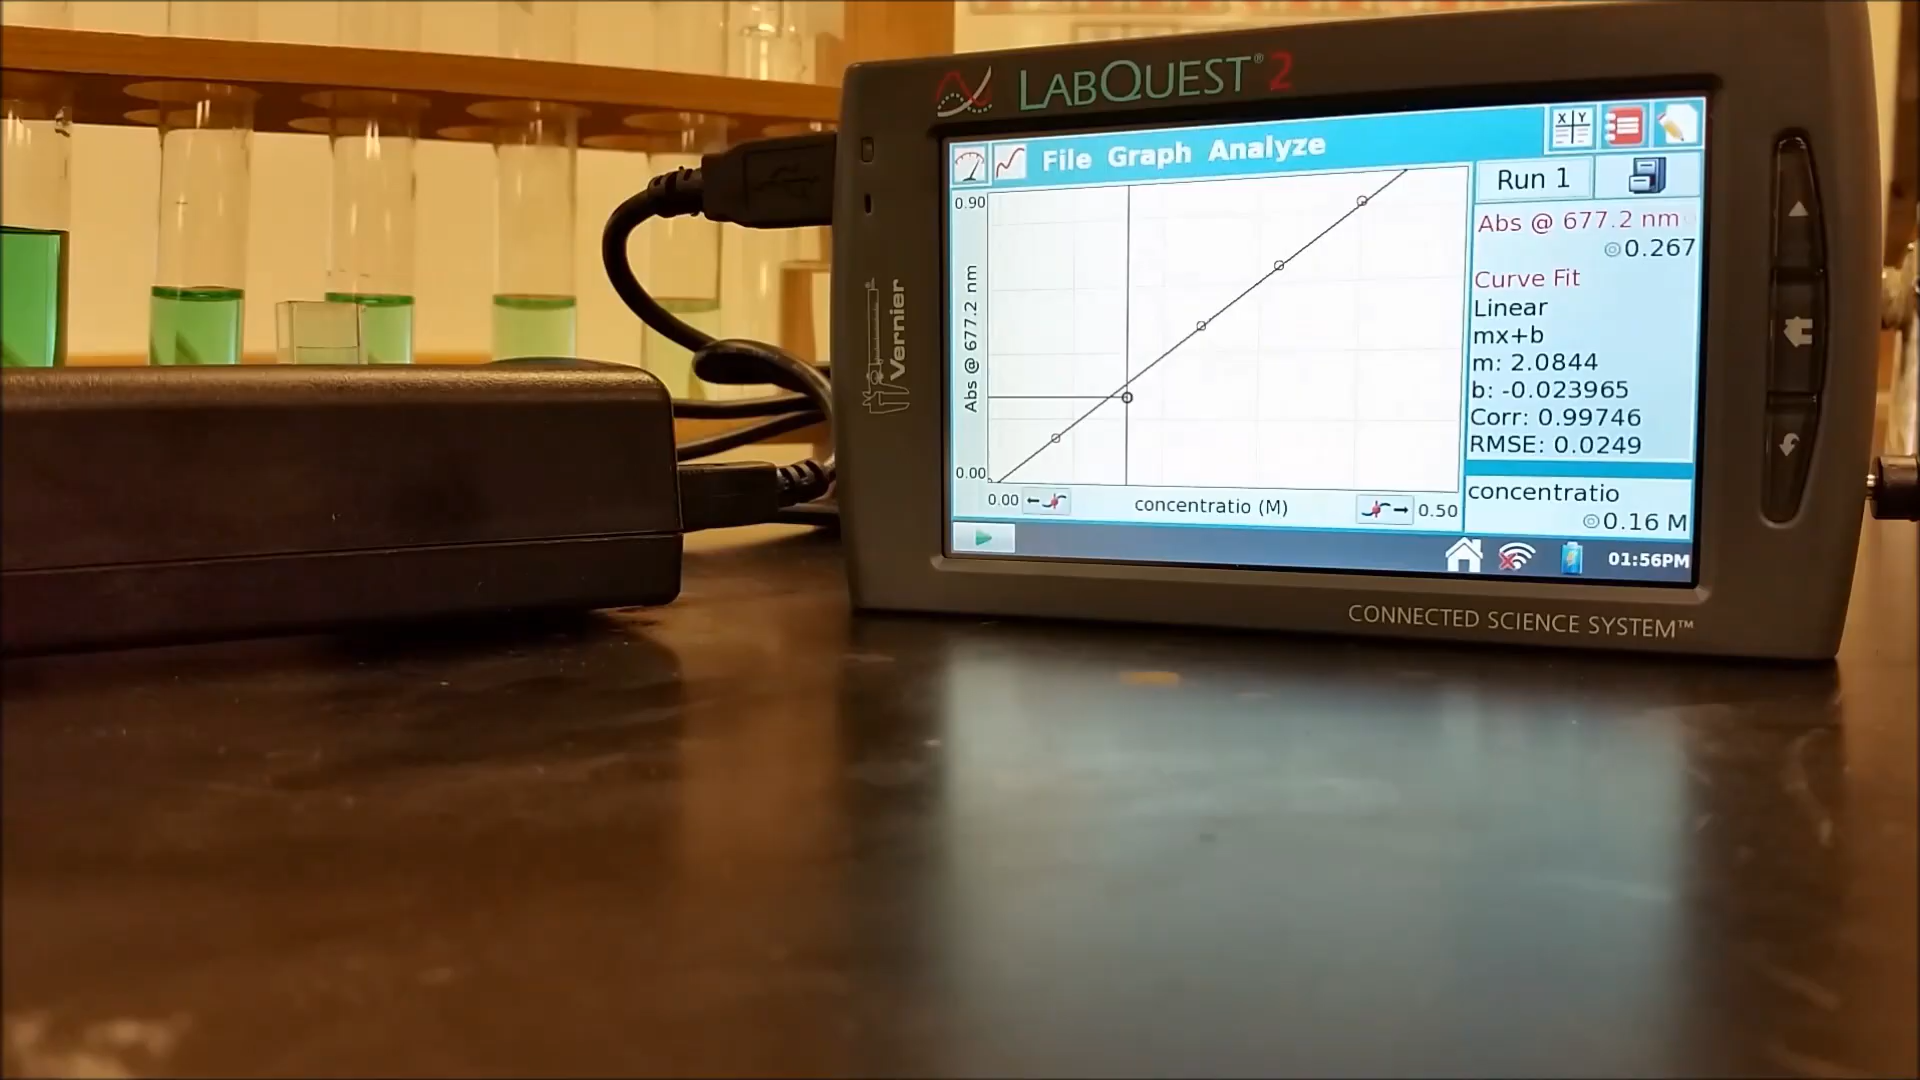 LABQUEST® 2
Vernier
File Graph Analyze
X Y
0.90
Abs @ 677.2 nm
0.00
0.00
concentratio (M)
0.50
Run 1
Abs @ 677.2 nm
0.267
Curve Fit
Linear
mx+b
m: 2.0844
b: -0.023965
Corr: 0.99746
RMSE: 0.0249
concentratio
0.16 M
01:56PM
CONNECTED SCIENCE SYSTEM™